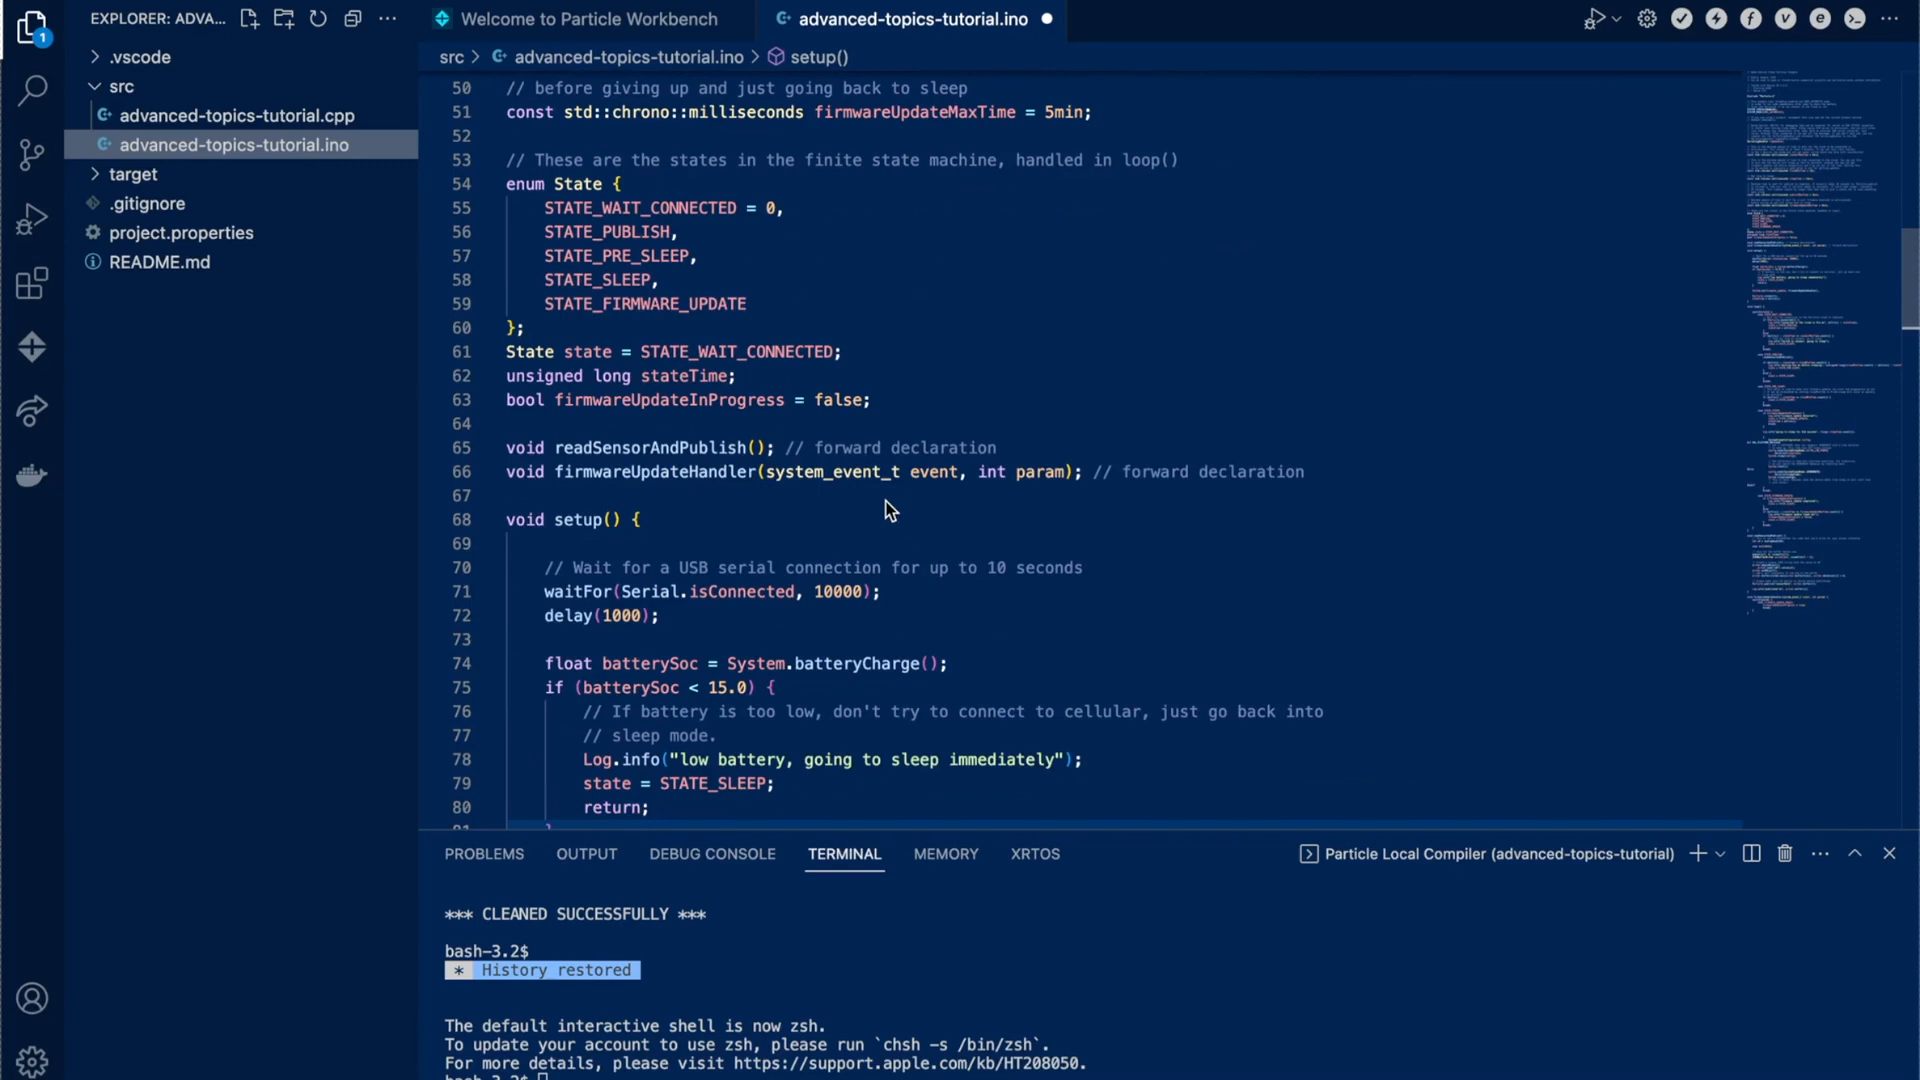 EXPLORER: ADVA...
1
.vscode
src
advanced-topics-tutorial.cpp
advanced-topics-tutorial.ino
target
.gitignore
project.properties
README.md
Welcome to Particle Workbench
advanced-topics-tutorial.ino
src > advanced-topics-tutorial.ino > setup()
50 // before giving up and just going back to sleep
51 const std::chrono::milliseconds firmwareUpdateMaxTime = 5min;
52
53 // These are the states in the finite state machine, handled in loop()
54 enum State {
55 STATE_WAIT_CONNECTED = 0,
56 STATE_PUBLISH,
57 STATE_PRE_SLEEP,
58 STATE_SLEEP,
59 STATE_FIRMWARE_UPDATE
60 };
61 State state = STATE_WAIT_CONNECTED;
62 unsigned long stateTime;
63 bool firmwareUpdateInProgress = false;
64
65 void readSensorAndPublish(); // forward declaration
66 void firmwareUpdateHandler(system_event_t event, int param); // forward declaration
67
68 void setup() {
69
70 // Wait for a USB serial connection for up to 10 seconds
71 waitFor(Serial.isConnected, 10000);
72 delay(1000);
73
74 float batterySoc = System.batteryCharge();
75 if (batterySoc < 15.0) {
76 // If battery is too low, don't try to connect to cellular, just go back into
77 // sleep mode.
78 Log.info("low battery, going to sleep immediately");
79 state = STATE_SLEEP;
80 return;
81 }
PROBLEMS OUTPUT DEBUG CONSOLE TERMINAL MEMORY XRTOS
Particle Local Compiler (advanced-topics-tutorial)
*** CLEANED SUCCESSFULLY ***
bash-3.2$
* History restored
The default interactive shell is now zsh.
To update your account to use zsh, please run `chsh -s /bin/zsh`.
For more details, please visit https://support.apple.com/kb/HT208050.
bash-3.2$